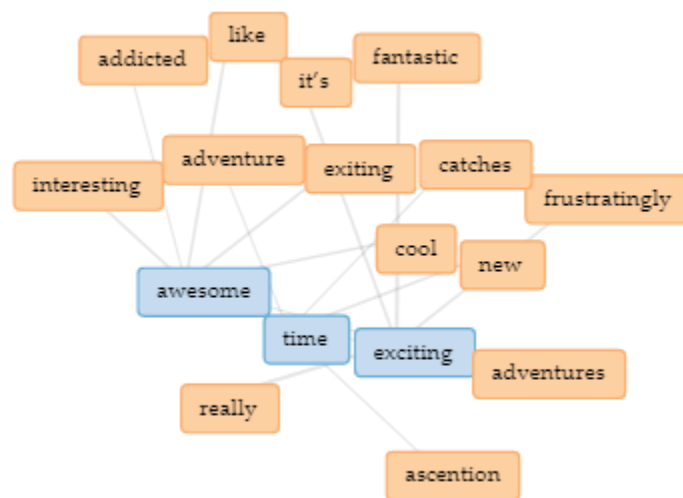 like
addicted
fantastic
it's
adventure
catches
exiting
interesting
frustratingly
cool
new
awesome
time
exciting
adventures
really
ascention